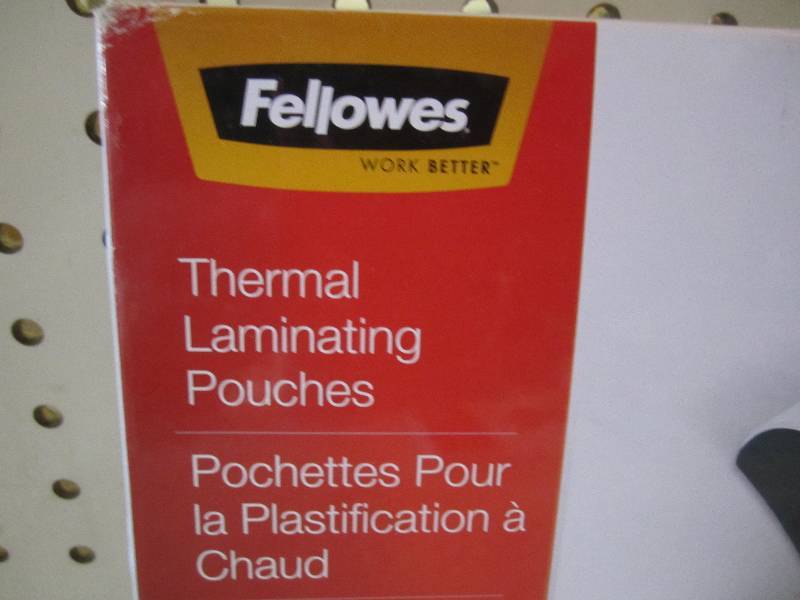 Fellowes
WORK BETTER™
Thermal
Laminating
Pouches
Pochettes Pour
la Plastification à
Chaud